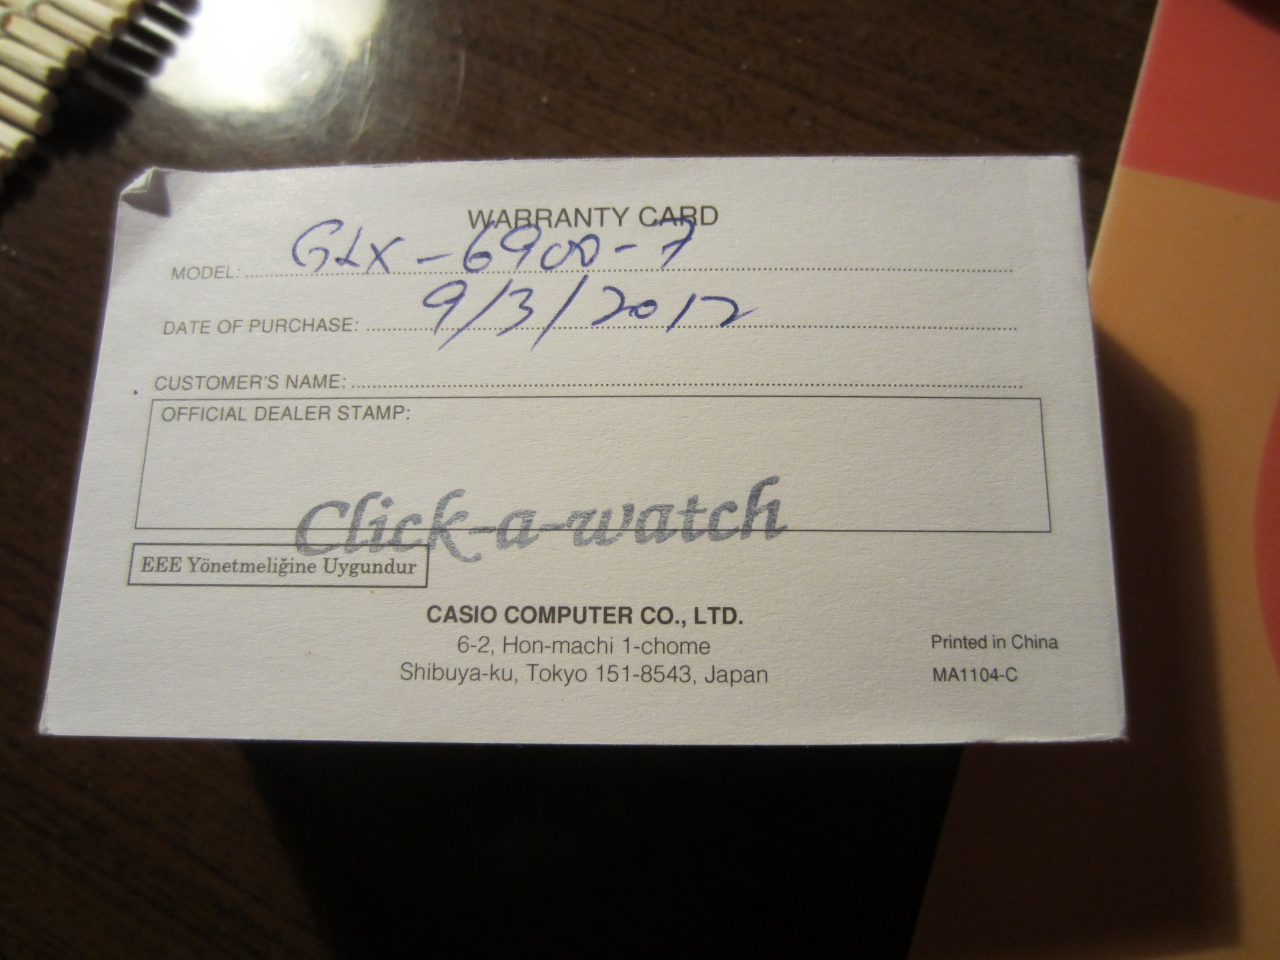 WARRANTY CARD
MODEL: GLX-6900-7
DATE OF PURCHASE: 9/3/2012
CUSTOMER'S NAME:
OFFICIAL DEALER STAMP:
Click-a-watch
EEE Yönetmeliğine Uygundur
CASIO COMPUTER CO., LTD.
6-2, Hon-machi 1-chome
Shibuya-ku, Tokyo 151-8543, Japan
Printed in China
MA1104-C